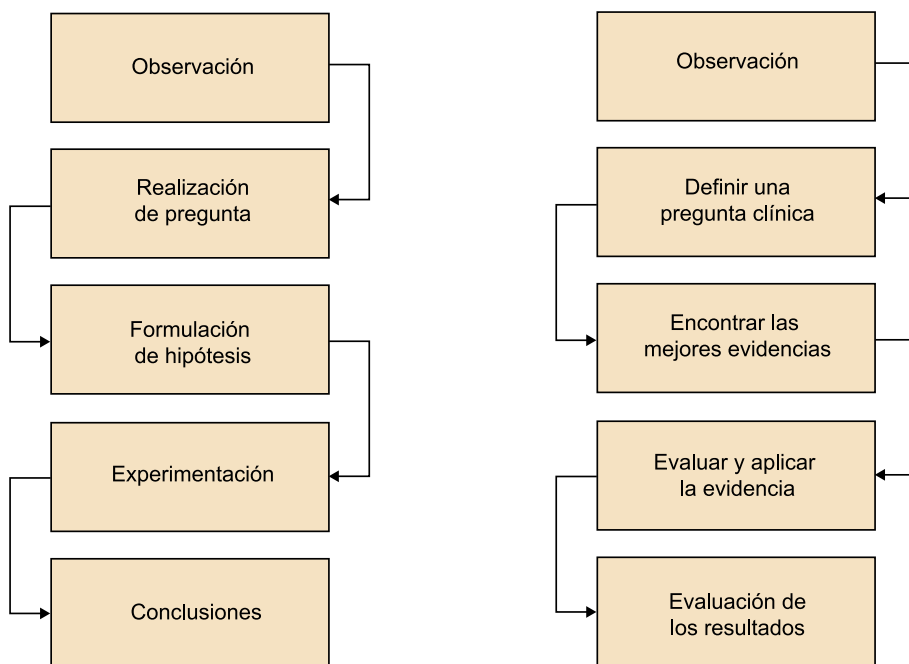 Observación
Realización
de pregunta
Formulación
de hipótesis
Experimentación
Conclusiones
Observación
Definir una
pregunta clínica
Encontrar las
mejores evidencias
Evaluar y aplicar
la evidencia
Evaluación de
los resultados